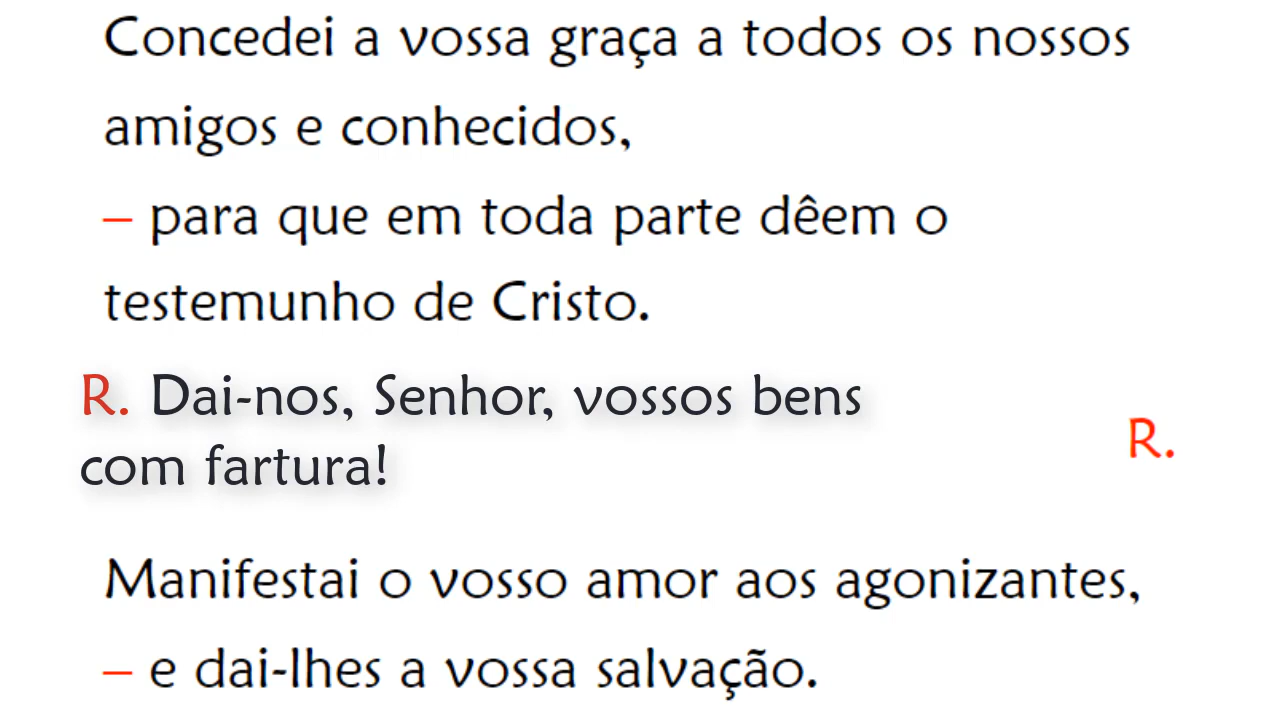 Concedei a vossa graça a todos os nossos
amigos e conhecidos,
– para que em toda parte dêem o
testemunho de Cristo.
R. Dai-nos, Senhor, vossos bens
com fartura!
R.
Manifestai o vosso amor aos agonizantes,
– e dai-lhes a vossa salvação.